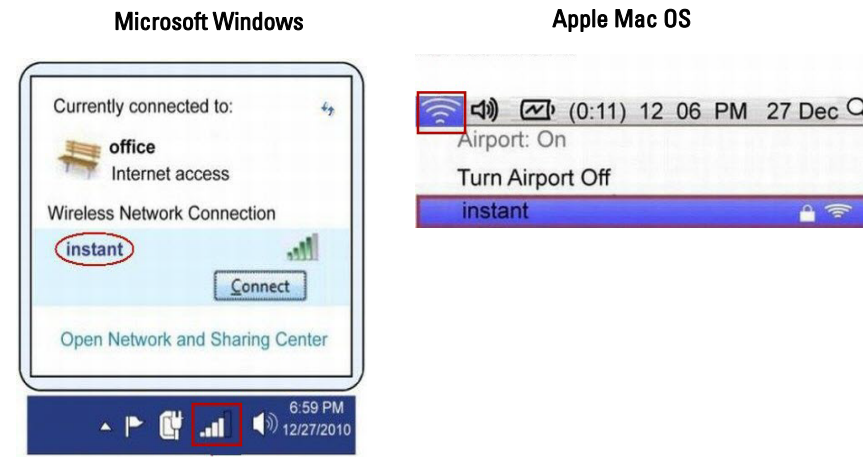 Microsoft Windows
Currently connected to:
office
Internet access
Wireless Network Connection
instant
Connect
Open Network and Sharing Center
6:59 PM
12/27/2010
Apple Mac OS
(0:11) 12 06 PM 27 Dec
Airport: On
Turn Airport Off
instant